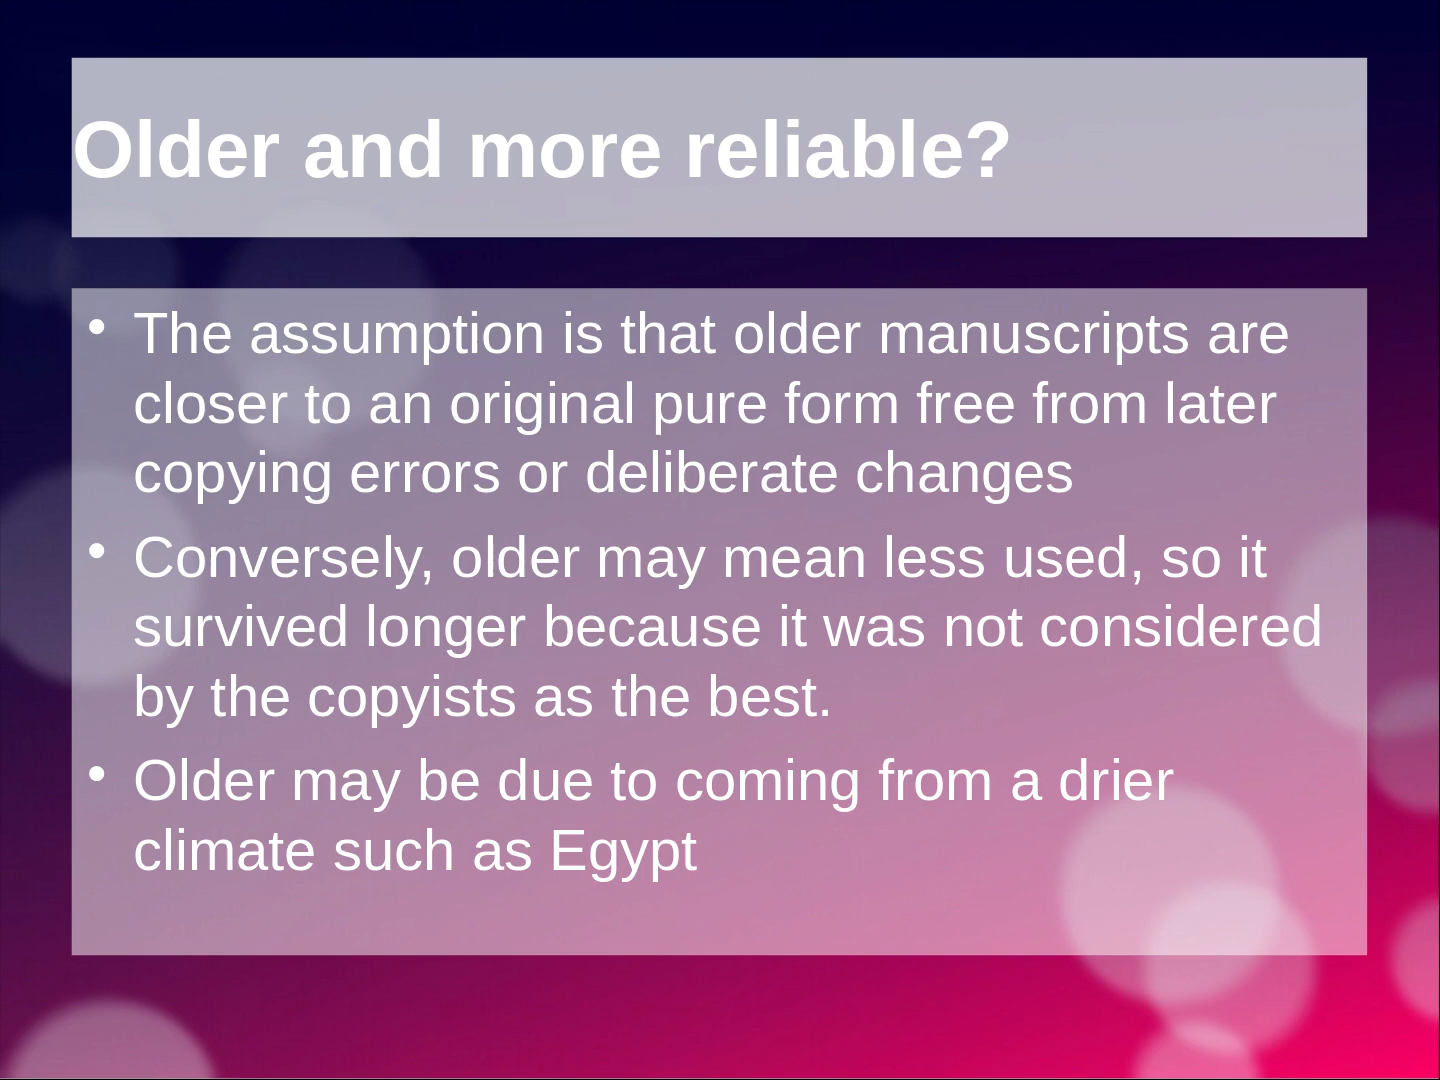 Older and more reliable?
• The assumption is that older manuscripts are
closer to an original pure form free from later
copying errors or deliberate changes
• Conversely, older may mean less used, so it
survived longer because it was not considered
by the copyists as the best.
• Older may be due to coming from a drier
climate such as Egypt